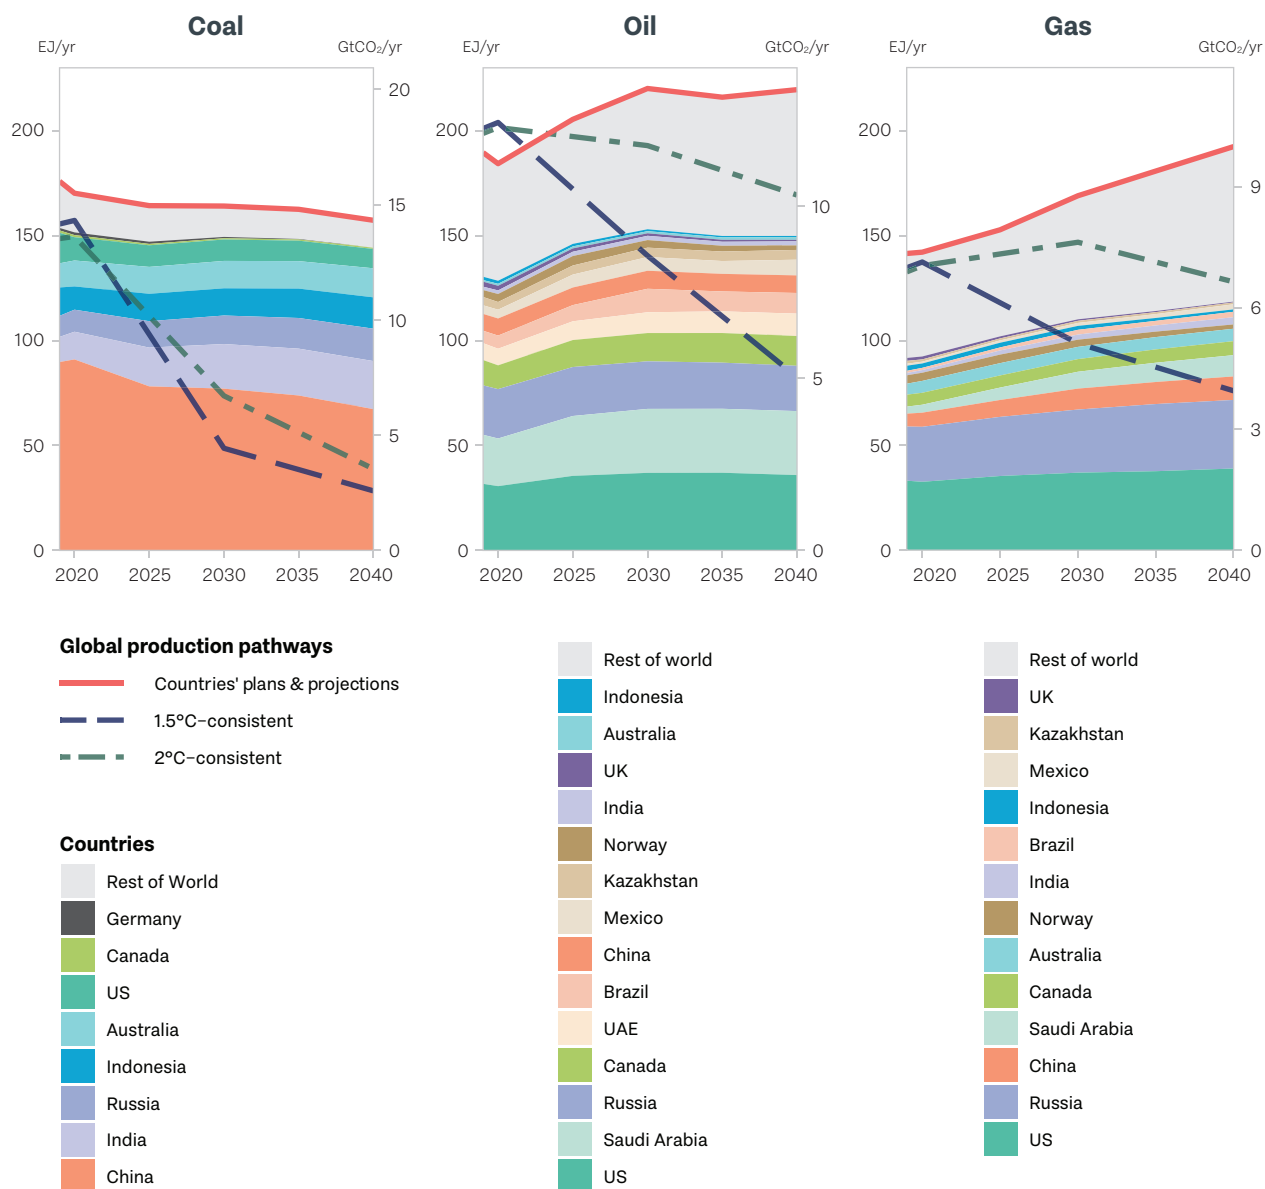 Coal
EJ/yr
GtCO₂/yr
200
150
100
50
0
20
15
10
5
0
2020 2025 2030 2035 2040
Oil
EJ/yr
GtCO₂/yr
200
150
100
50
0
10
5
0
2020 2025 2030 2035 2040
Gas
EJ/yr
GtCO₂/yr
200
150
100
50
0
9
6
3
0
2020 2025 2030 2035 2040
Global production pathways
Countries' plans & projections
1.5°C–consistent
2°C–consistent
Countries
Rest of World
Germany
Canada
US
Australia
Indonesia
Russia
India
China
Rest of world
Indonesia
Australia
UK
India
Norway
Kazakhstan
Mexico
China
Brazil
UAE
Canada
Russia
Saudi Arabia
US
Rest of world
UK
Kazakhstan
Mexico
Indonesia
Brazil
India
Norway
Australia
Canada
Saudi Arabia
China
Russia
US